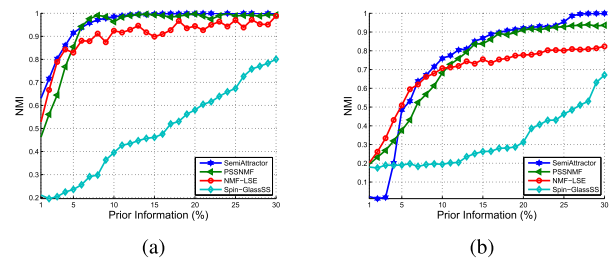 1
0.9
0.8
0.7
0.6
0.5
0.4
0.3
0.2
NMI
1 5 10 15 20 25 30
Prior Information (%)
SemiAttractor
PSSNMF
NMF-LSE
Spin-GlassSS
(a)
1
0.9
0.8
0.7
0.6
0.5
0.4
0.3
0.2
0.1
NMI
1 5 10 15 20 25 30
Prior Information (%)
SemiAttractor
PSSNMF
NMF-LSE
Spin-GlassSS
(b)